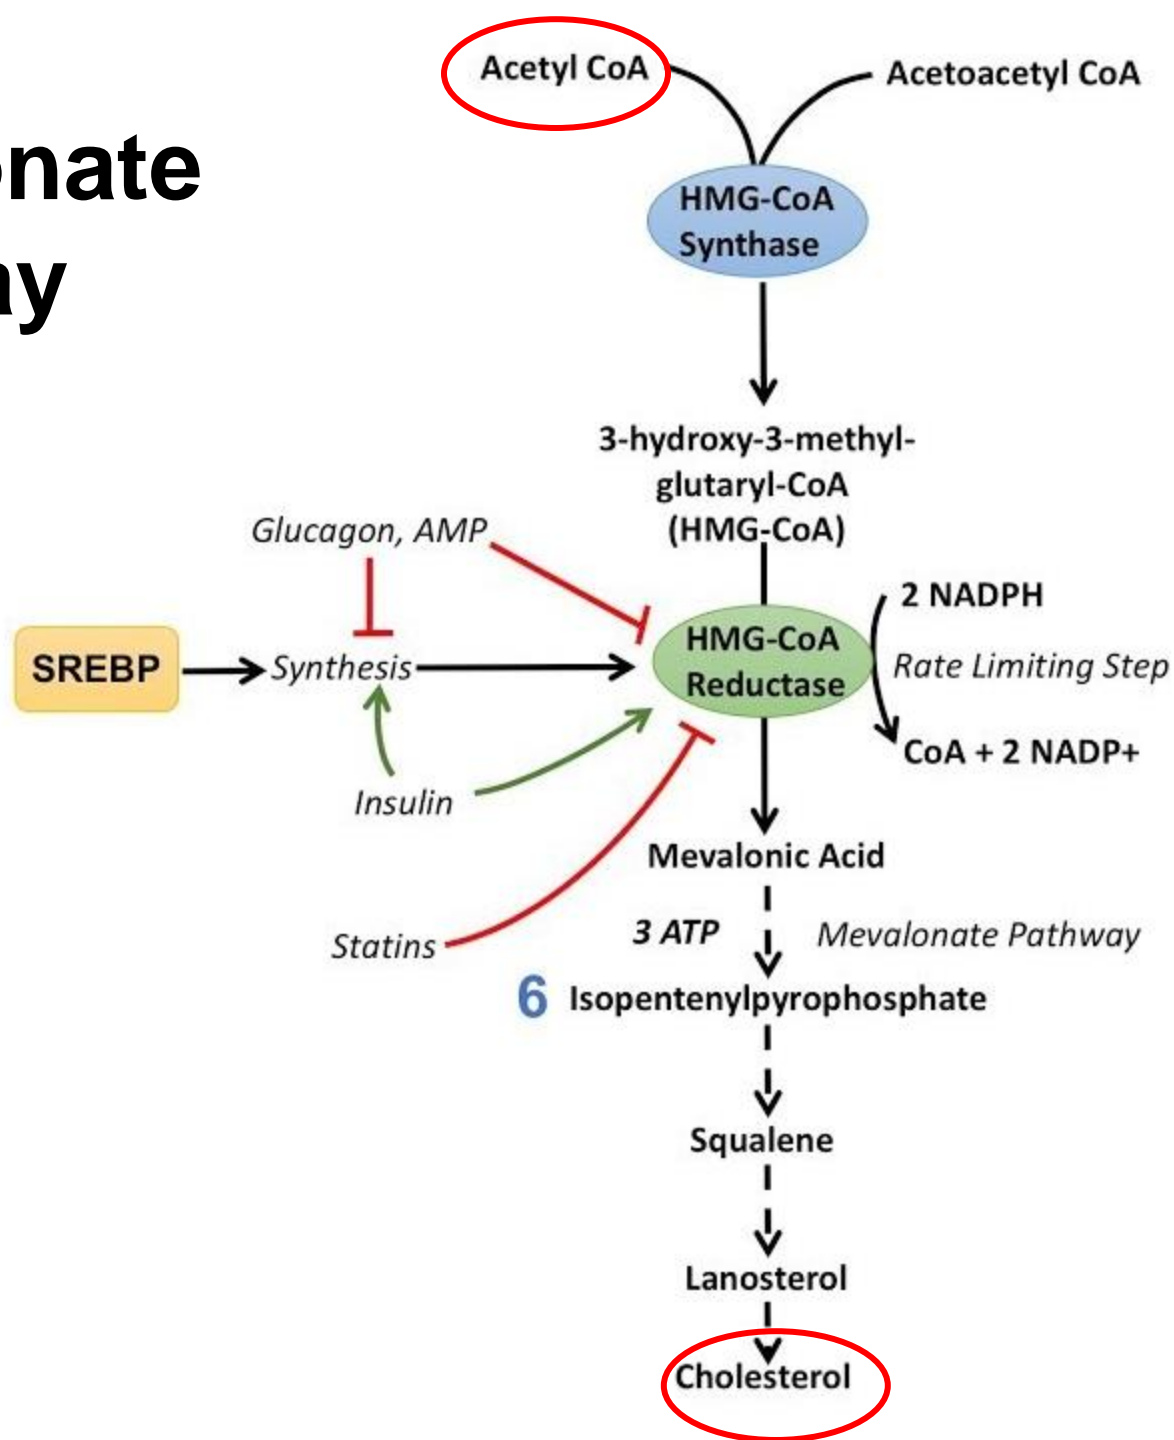 onate
ay
Acetyl CoA
Acetoacetyl CoA
HMG-CoA
Synthase
3-hydroxy-3-methyl-
glutaryl-CoA
(HMG-CoA)
Glucagon, AMP
2 NADPH
SREBP
Synthesis
HMG-CoA
Reductase
Rate Limiting Step
CoA + 2 NADP+
Insulin
Mevalonic Acid
Statins
3 ATP
Mevalonate Pathway
6 Isopentenylpyrophosphate
Squalene
Lanosterol
Cholesterol